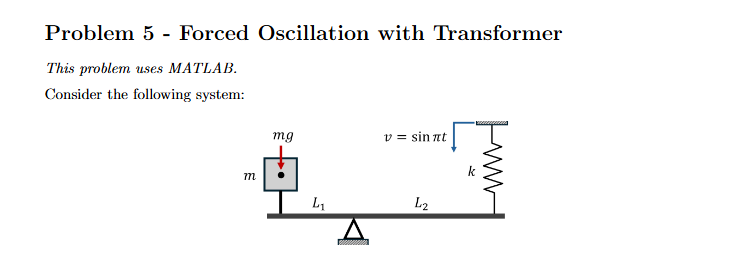 Problem 5 - Forced Oscillation with Transformer
This problem uses MATLAB.
Consider the following system:
mg
v = sin πt
m
k
L₁
L₂